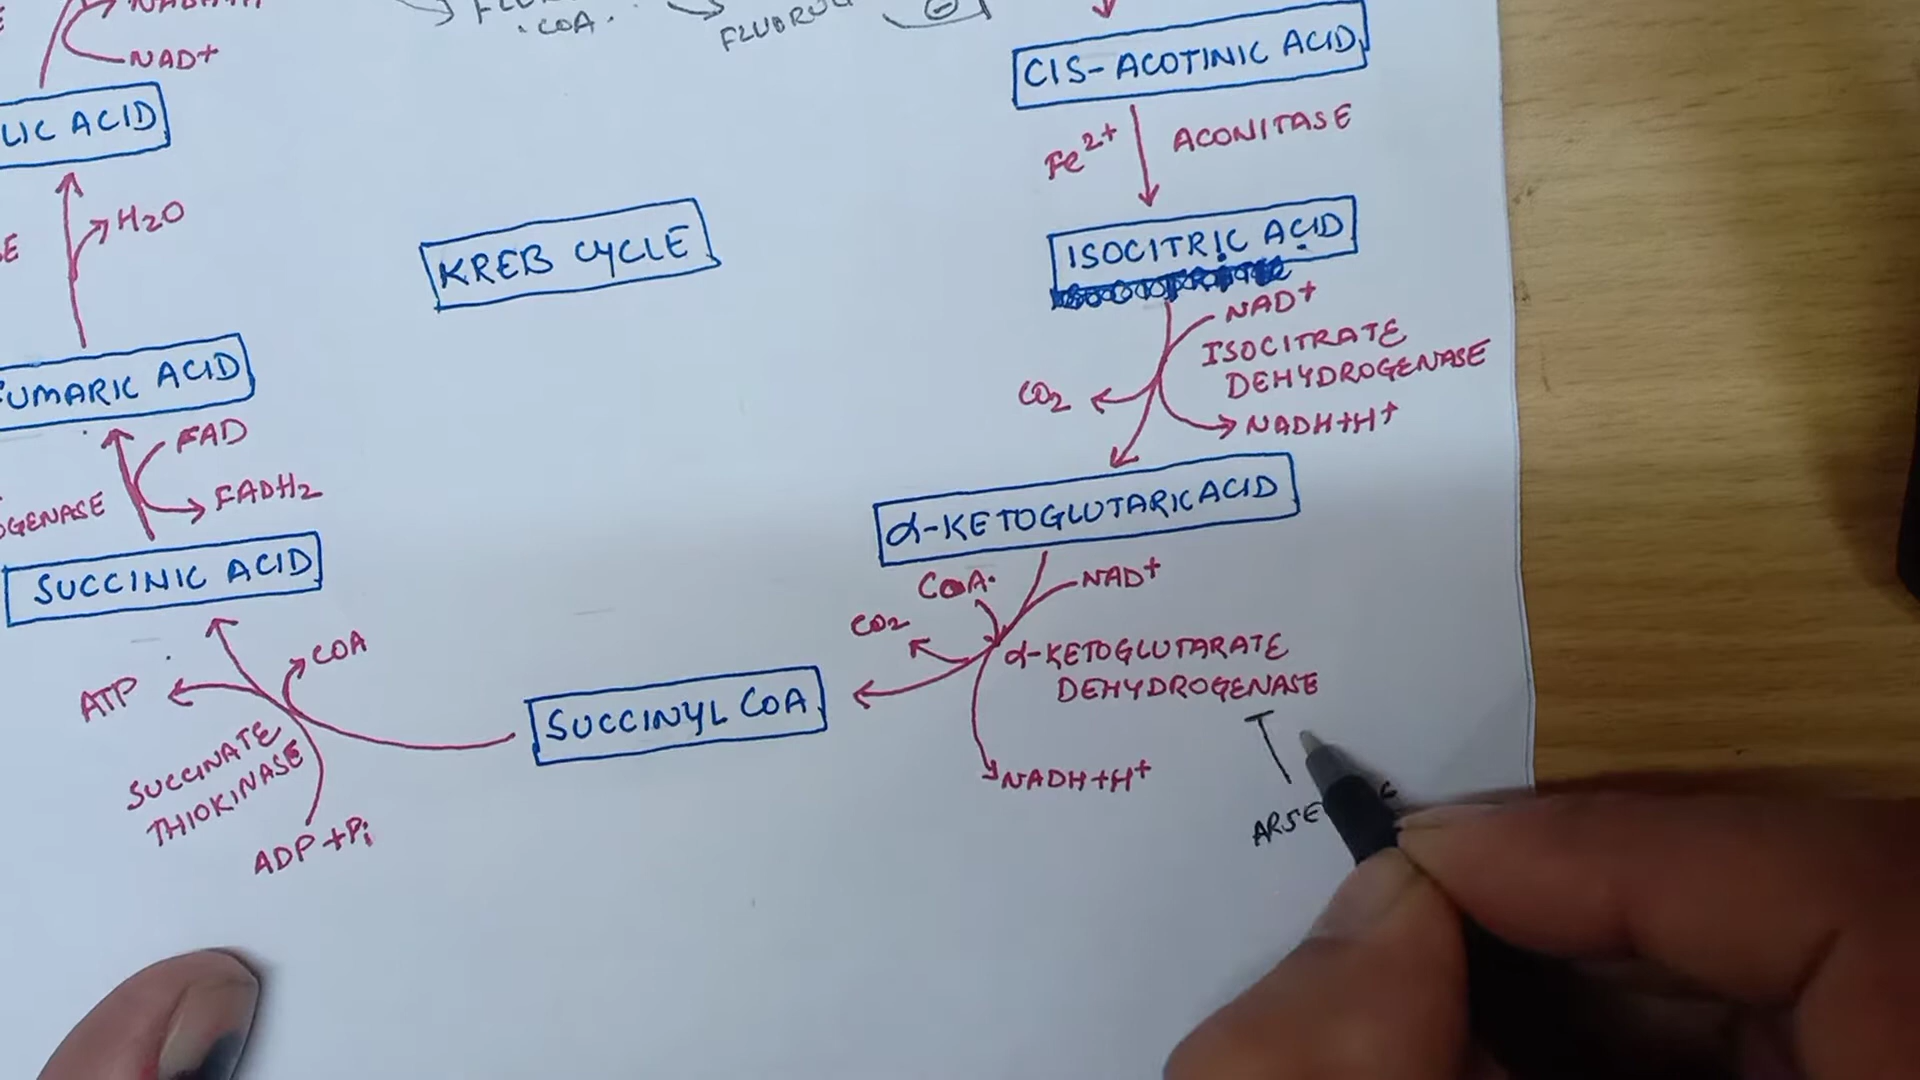 NAD+
.COA.
CIS-ACOTINIC ACID
LIC ACID
Fe2+
ACONITASE
H2O
ISOCITRIC ACID
KREB CYCLE
NAD+
ISOCITRATE
DEHYDROGENASE
CO2
NADH+H+
FUMARIC ACID
FAD
FADH2
OGENASE
α-KETOGLUTARIC ACID
SUCCINIC ACID
COA.
NAD+
CO2
α-KETOGLUTARATE
DEHYDROGENASE
COA
ATP
SUCCINYL COA
SUCCINATE
THIOKINASE
NADH+H+
ADP+Pi